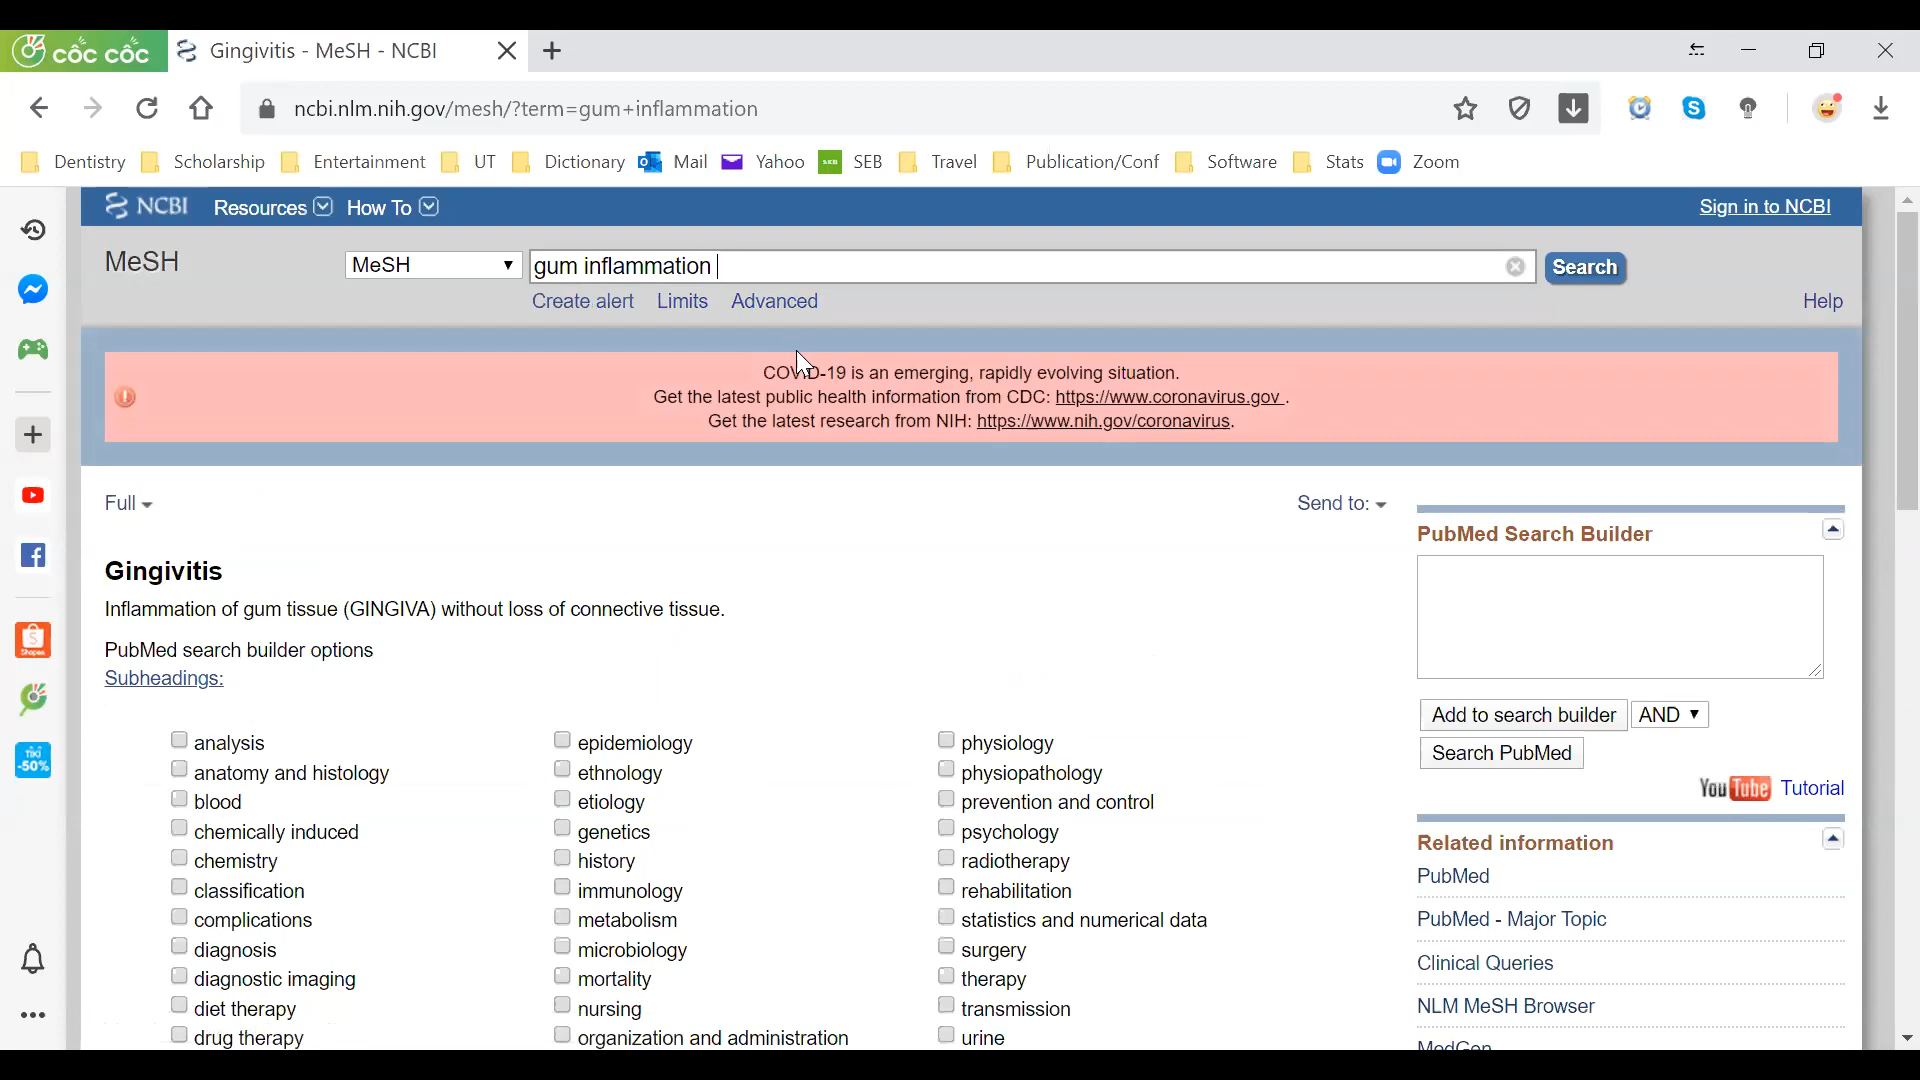 cốc cốc
Gingivitis - MeSH - NCBI
ncbi.nlm.nih.gov/mesh/?term=gum+inflammation
Dentistry Scholarship Entertainment UT Dictionary Mail Yahoo SEB Travel Publication/Conf Software Stats Zoom
NCBI Resources How To Sign in to NCBI
MeSH MeSH gum inflammation Search
Create alert Limits Advanced Help
COVID-19 is an emerging, rapidly evolving situation.
Get the latest public health information from CDC: https://www.coronavirus.gov .
Get the latest research from NIH: https://www.nih.gov/coronavirus.
Full Send to:
PubMed Search Builder
Gingivitis
Inflammation of gum tissue (GINGIVA) without loss of connective tissue.
PubMed search builder options
Subheadings:
analysis
anatomy and histology
blood
chemically induced
chemistry
classification
complications
diagnosis
diagnostic imaging
diet therapy
drug therapy
epidemiology
ethnology
etiology
genetics
history
immunology
metabolism
microbiology
mortality
nursing
organization and administration
physiology
physiopathology
prevention and control
psychology
radiotherapy
rehabilitation
statistics and numerical data
surgery
therapy
transmission
urine
Add to search builder AND
Search PubMed
YouTube Tutorial
Related information
PubMed
PubMed - Major Topic
Clinical Queries
NLM MeSH Browser
MedGen
Shopee
TIKI
-50%